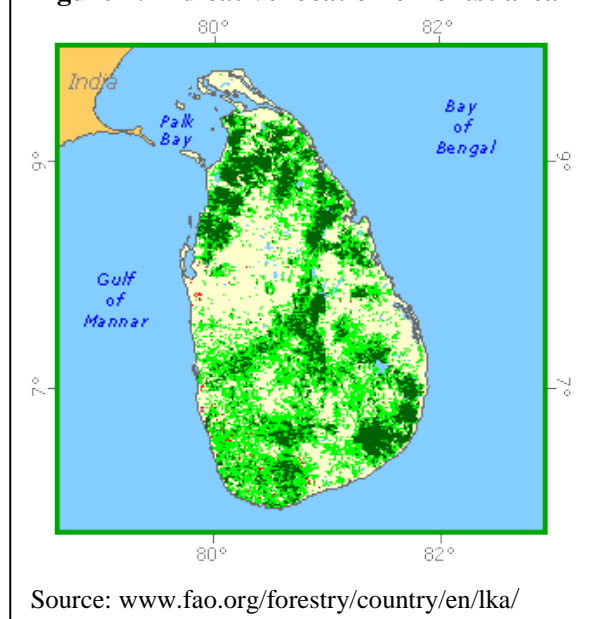 80° 82°
India
Palk
Bay
Bay
of
Bengal
9° 9°
Gulf
of
Mannar
7° 7°
80° 82°
Source: www.fao.org/forestry/country/en/lka/